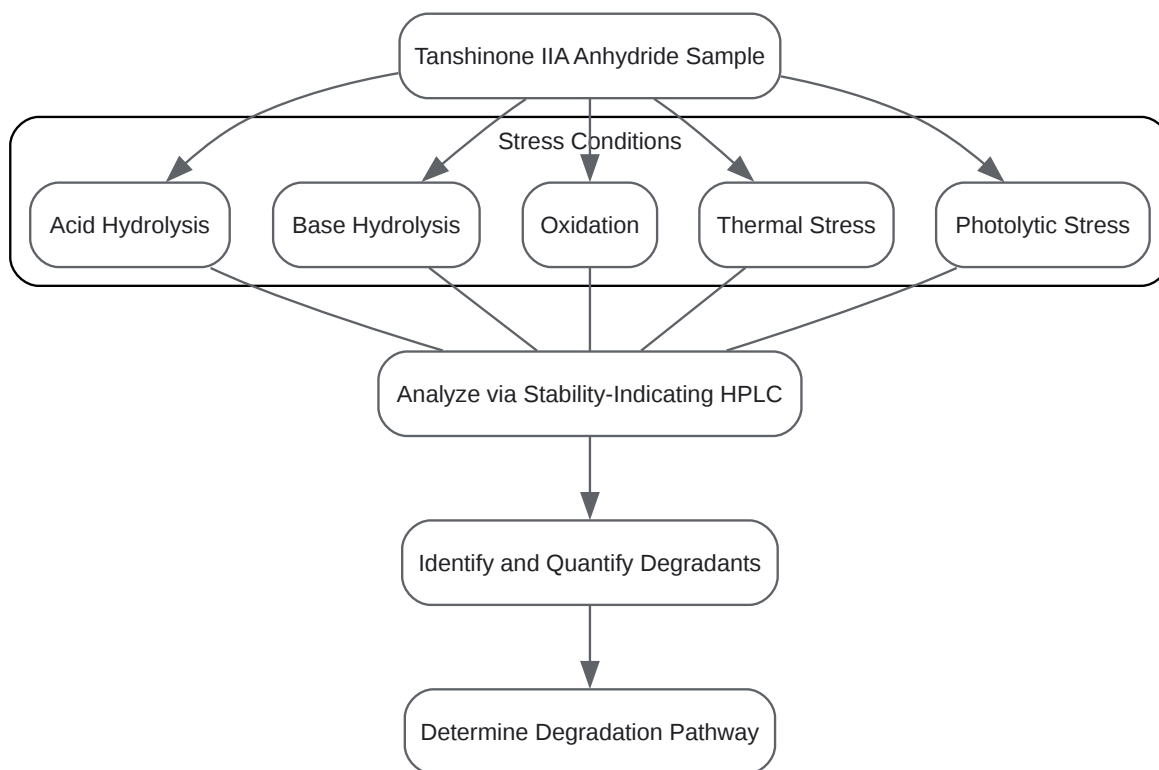 Tanshinone IIA Anhydride Sample
Stress Conditions
Acid Hydrolysis
Base Hydrolysis
Oxidation
Thermal Stress
Photolytic Stress
Analyze via Stability-Indicating HPLC
Identify and Quantify Degradants
Determine Degradation Pathway